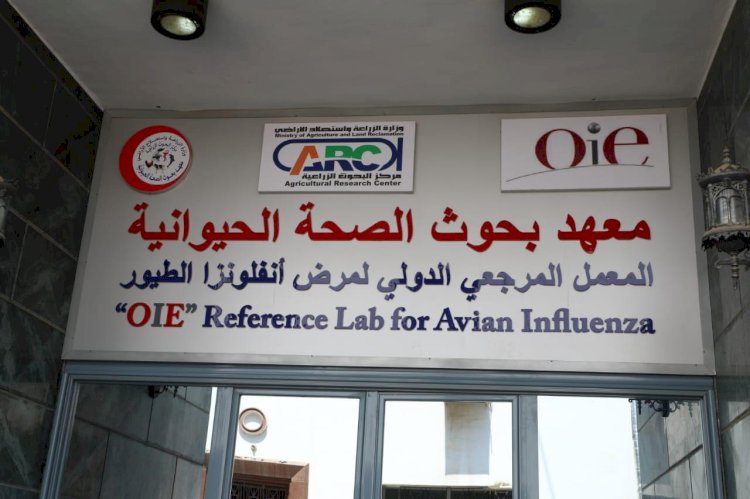 وزارة الزراعة واستصلاح الاراضي
Ministry of Agriculture and Land Reclamation
ARC
مركز البحوث الزراعية
Agricultural Research Center
oie
معهد بحوث الصحة الحيوانية
المعمل المرجعي الدولي لمرض أنفلونزا الطيور
“OIE” Reference Lab for Avian Influenza